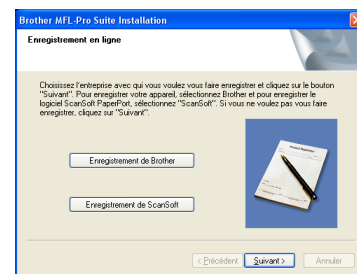 Brother MFL-Pro Suite Installation
Enregistrement en ligne
Choisissez l'entreprise avec qui vous voulez vous faire enregistrer et cliquez sur le bouton
"Suivant". Pour enregistrer votre appareil, sélectionnez Brother et pour enregistrer le
logiciel ScanSoft PaperPort, sélectionnez "ScanSoft". Si vous ne voulez pas vous faire
enregistrer, cliquez sur "Suivant".
Enregistrement de Brother
Enregistrement de ScanSoft
< Précédent Suivant > Annuler